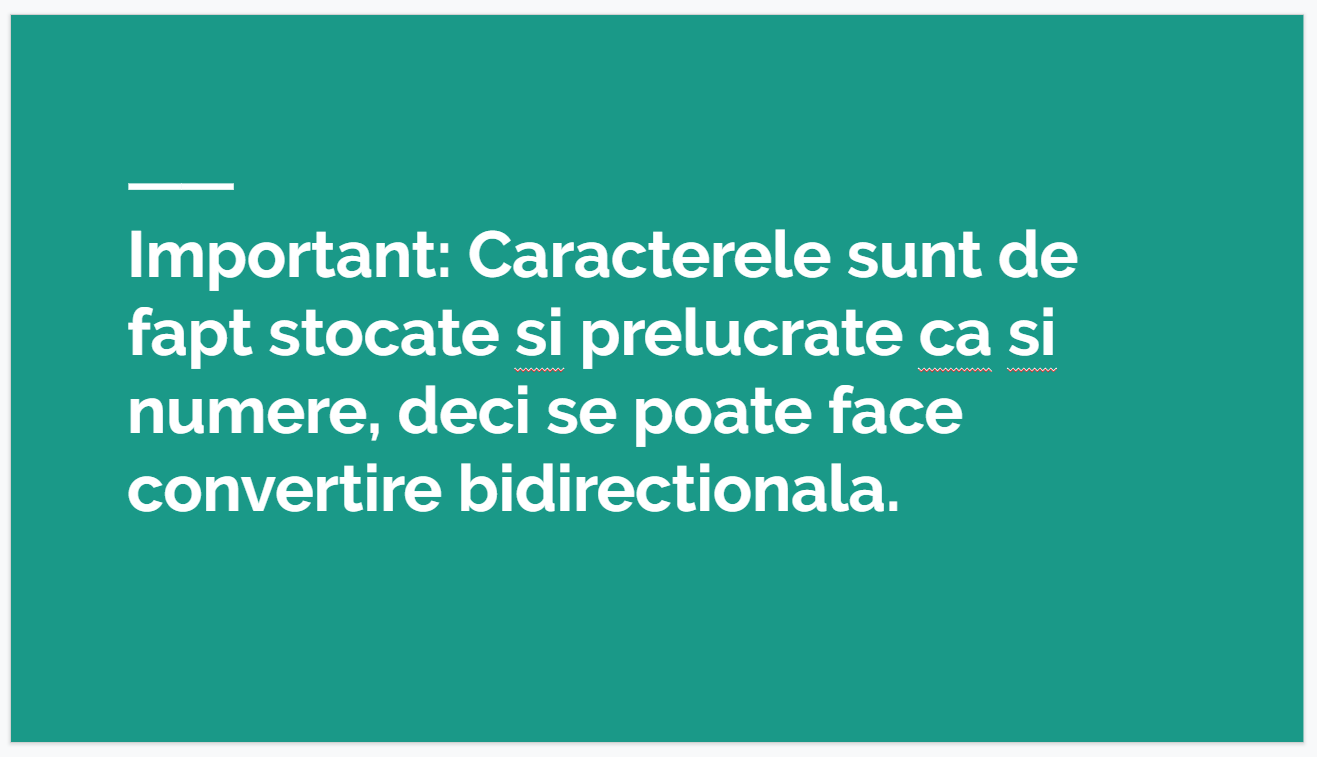 Important: Caracterele sunt de
fapt stocate si prelucrate ca si
numere, deci se poate face
convertire bidirectionala.